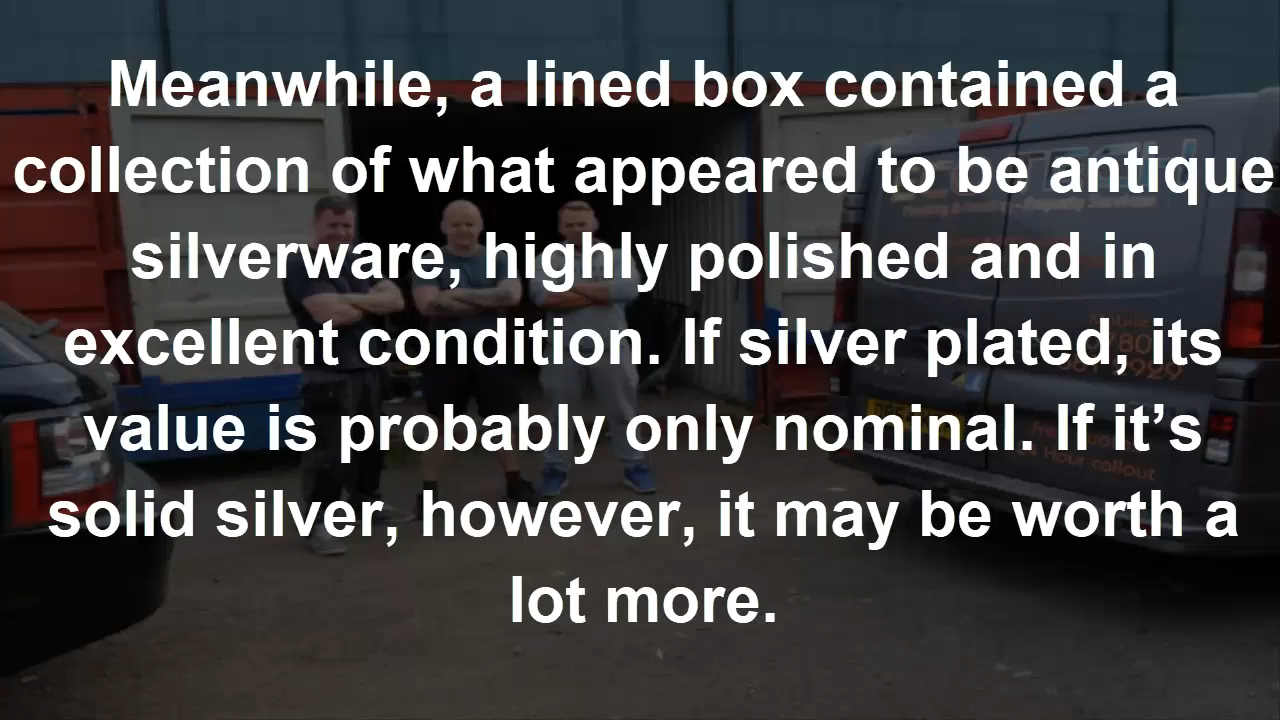 Meanwhile, a lined box contained a
collection of what appeared to be antique
silverware, highly polished and in
excellent condition. If silver plated, its
value is probably only nominal. If it’s
solid silver, however, it may be worth a
lot more.
Hour callout